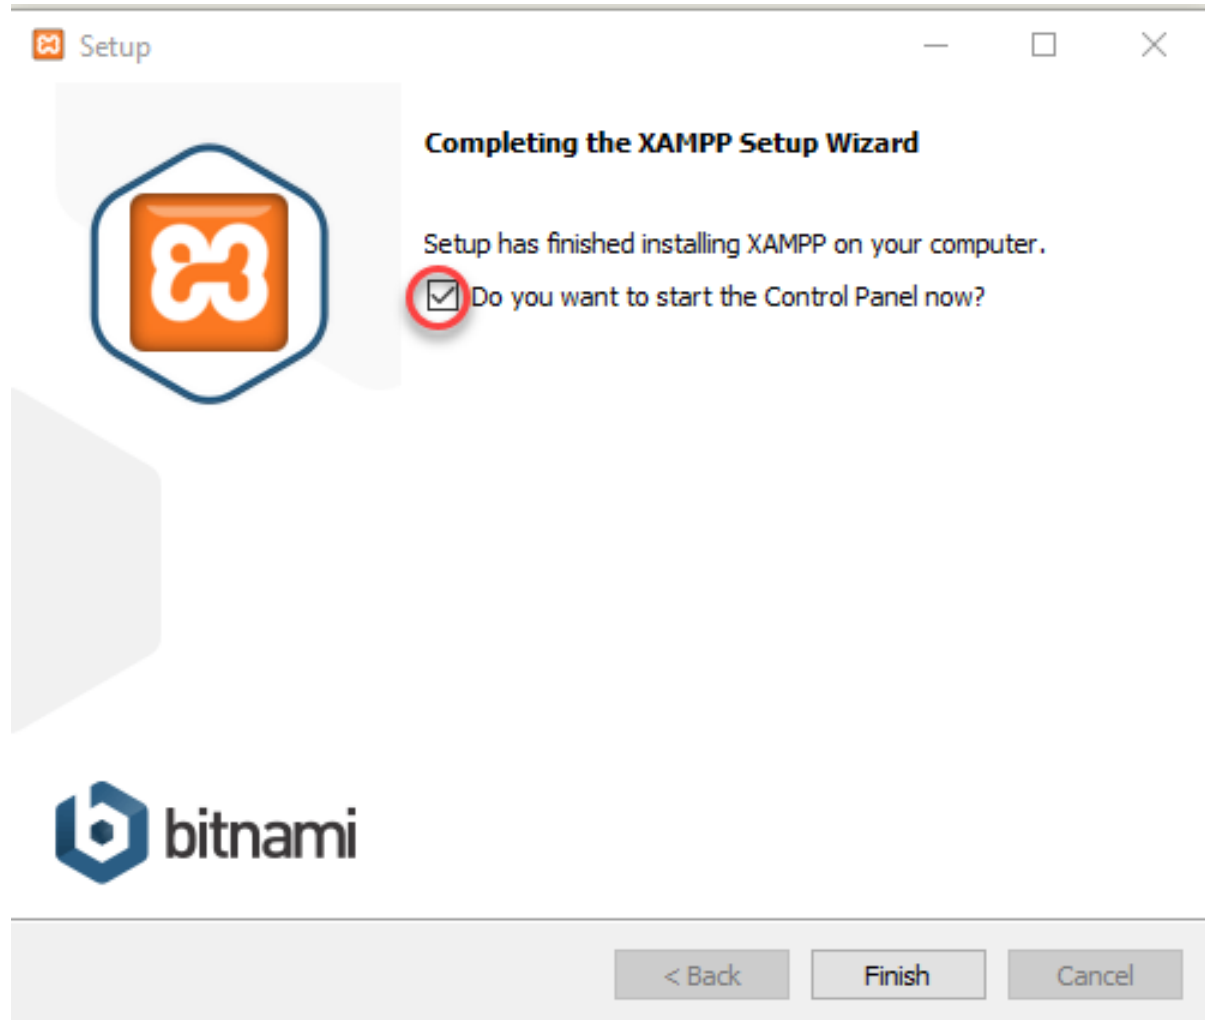 Setup
Completing the XAMPP Setup Wizard
Setup has finished installing XAMPP on your computer.
Do you want to start the Control Panel now?
bitnami
< Back
Finish
Cancel